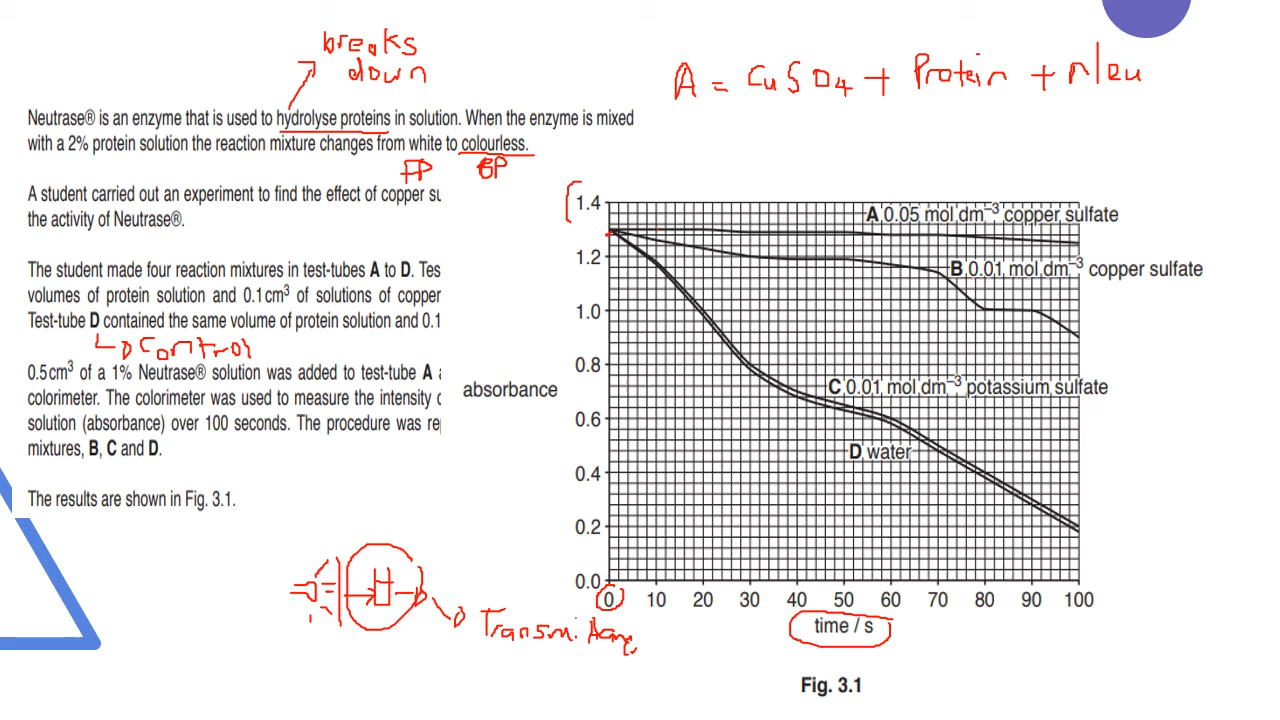 breaks
down
A = CuSO4 + Protein + Neu
Neutrase® is an enzyme that is used to hydrolyse proteins in solution. When the enzyme is mixed
with a 2% protein solution the reaction mixture changes from white to colourless.
A student carried out an experiment to find the effect of copper su
the activity of Neutrase®.
The student made four reaction mixtures in test-tubes A to D. Tes
volumes of protein solution and 0.1 cm³ of solutions of copper
Test-tube D contained the same volume of protein solution and 0.1
Control
0.5 cm³ of a 1% Neutrase® solution was added to test-tube A
colorimeter. The colorimeter was used to measure the intensity
solution (absorbance) over 100 seconds. The procedure was re
mixtures, B, C and D.
The results are shown in Fig. 3.1.
1.4
1.2
1.0
0.8
0.6
0.4
0.2
0.0
absorbance
A 0.05 mol dm⁻³ copper sulfate
B 0.01 mol dm⁻³ copper sulfate
C 0.01 mol dm⁻³ potassium sulfate
D water
0 10 20 30 40 50 60 70 80 90 100
time / s
Fig. 3.1